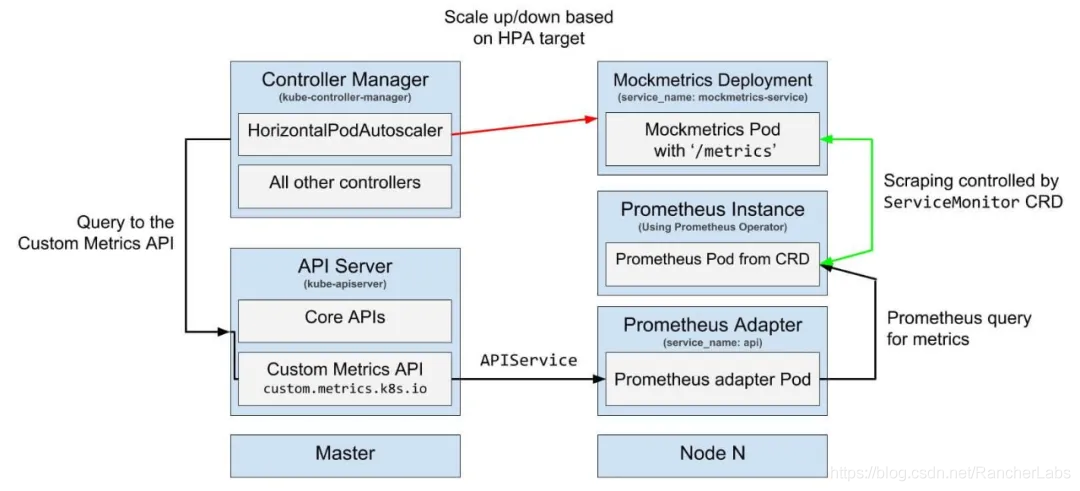 Scale up/down based
on HPA target
Controller Manager
(kube-controller-manager)
HorizontalPodAutoscaler
All other controllers
Mockmetrics Deployment
(service_name: mockmetrics-service)
Mockmetrics Pod
with ‘/metrics’
Scraping controlled by
ServiceMonitor CRD
Query to the
Custom Metrics API
Prometheus Instance
(Using Prometheus Operator)
Prometheus Pod from CRD
API Server
(kube-apiserver)
Core APIs
Custom Metrics API
custom.metrics.k8s.io
APIService
Prometheus Adapter
(service_name: api)
Prometheus adapter Pod
Prometheus query
for metrics
Master
Node N
https://blog.csdn.net/RancherLabs